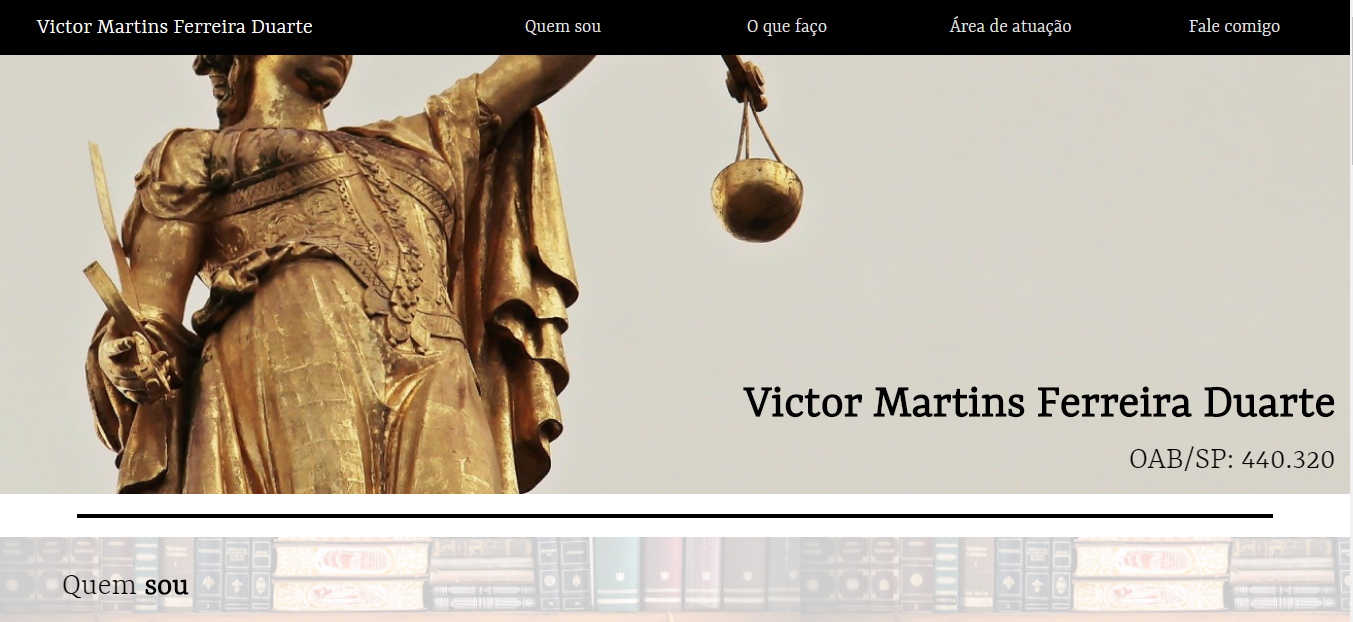 Victor Martins Ferreira Duarte
Quem sou
O que faço
Área de atuação
Fale comigo
Victor Martins Ferreira Duarte
OAB/SP: 440.320
Quem sou